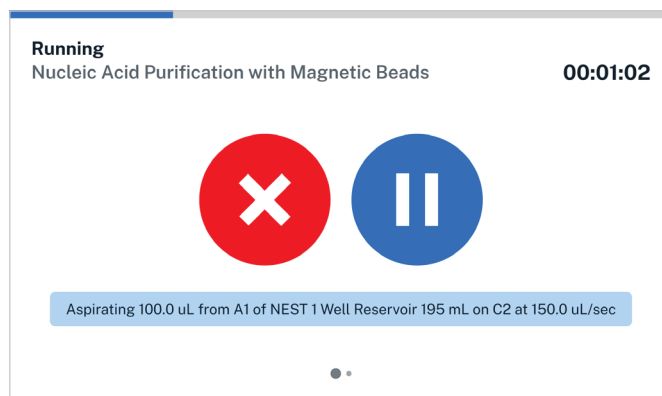 Running
Nucleic Acid Purification with Magnetic Beads
00:01:02
Aspirating 100.0 uL from A1 of NEST 1 Well Reservoir 195 mL on C2 at 150.0 uL/sec